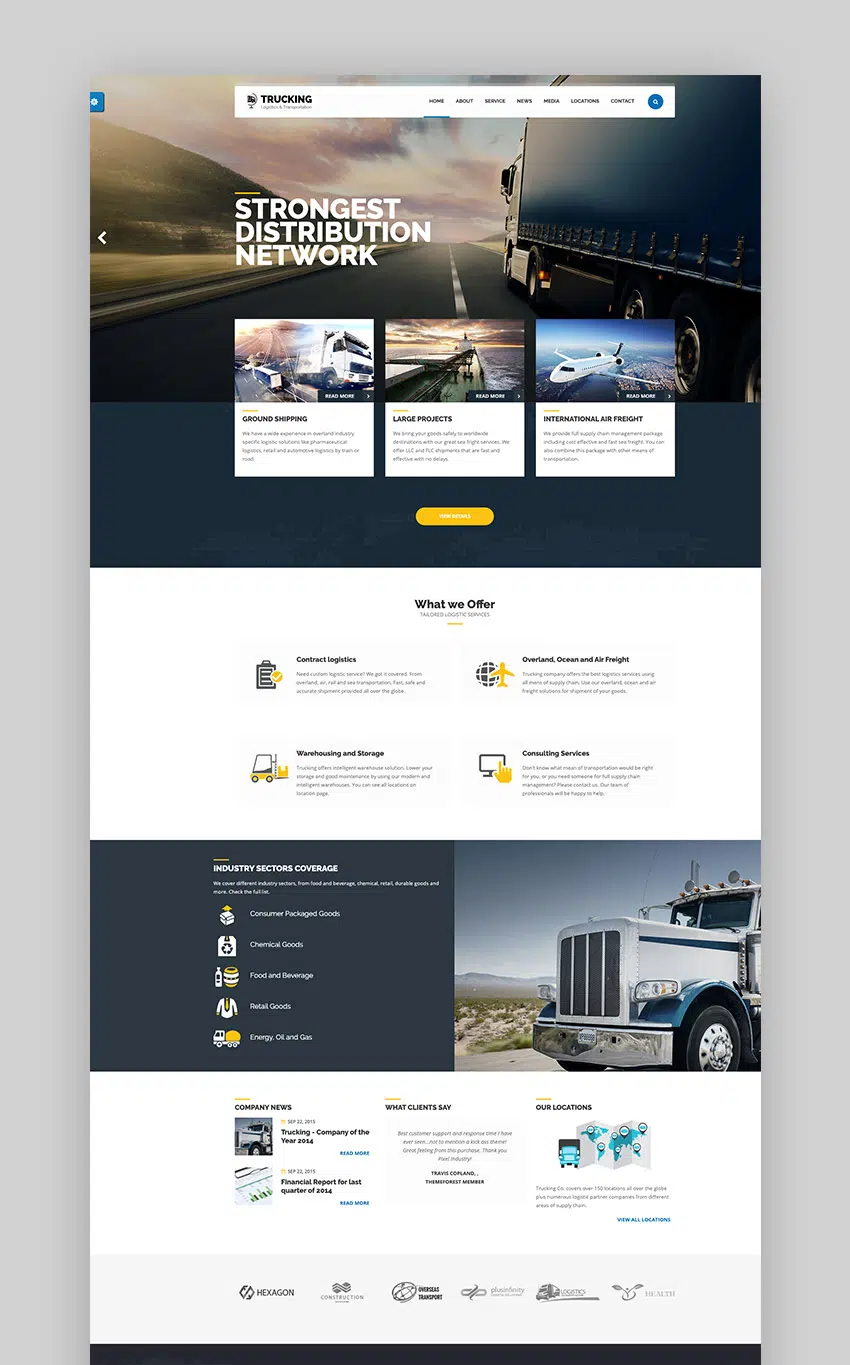 TRUCKING
Logistics & Transportation
HOME ABOUT SERVICE NEWS MEDIA LOCATIONS CONTACT
STRONGEST
DISTRIBUTION
NETWORK
READ MORE
READ MORE
READ MORE
GROUND SHIPPING
We have a wide experience in overland industry
specific logistic solutions like pharmaceutical
logistics, retail and automotive logistics by train or
road.
LARGE PROJECTS
We bring your goods safely to worldwide
destinations with our great sea fright services. We
offer LLC and FLC shipments that are fast and
effective with no delays.
INTERNATIONAL AIR FREIGHT
We provide full supply chain management package
including cost effective and fast sea freight. You can
also combine this package with other means of
transportation.
VIEW DETAILS
What we Offer
TAILORED LOGISTIC SERVICES
Contract logistics
Need custom logistic service? We got it covered. From
overland, air, rail and sea transportation. Fast, safe and
accurate shipment provided all over the globe.
Overland, Ocean and Air Freight
Trucking company offers the best logistics services using
all mens of supply chain. Use our overland, ocean and air
freight solutions for shipment of your goods.
Warehousing and Storage
Trucking offers intelligent warehouse solution. Lower your
storage and good maintenance by using our modern and
intelligent warehouses. You can see all locations on
location page.
Consulting Services
Don't know what mean of transportation would be right
for you, or you need someone for full supply chain
management? Please contact us. Our team of
professionals will be happy to help.
INDUSTRY SECTORS COVERAGE
We cover different industry sectors, from food and beverage, chemical, retail, durable goods and
more. Check the full list.
Consumer Packaged Goods
Chemical Goods
Food and Beverage
Retail Goods
Energy, Oil and Gas
COMPANY NEWS
SEP 22, 2015
Trucking - Company of the
Year 2014
READ MORE
SEP 22, 2015
Financial Report for last
quarter of 2014
READ MORE
WHAT CLIENTS SAY
Best customer support and response time I have
ever seen...not to mention a kick ass theme!
Great feeling from this purchase. Thank you
Pixel Industry!
TRAVIS COPLAND, ,
THEMEFOREST MEMBER
OUR LOCATIONS
Trucking Co. covers over 150 locations all over the globe
plus numerous logistic partner companies from different
areas of supply chain.
VIEW ALL LOCATIONS
HEXAGON
CONSTRUCTION
OVERSEAS
TRANSPORT
plusinfinity
LOGISTICS
HEALTH